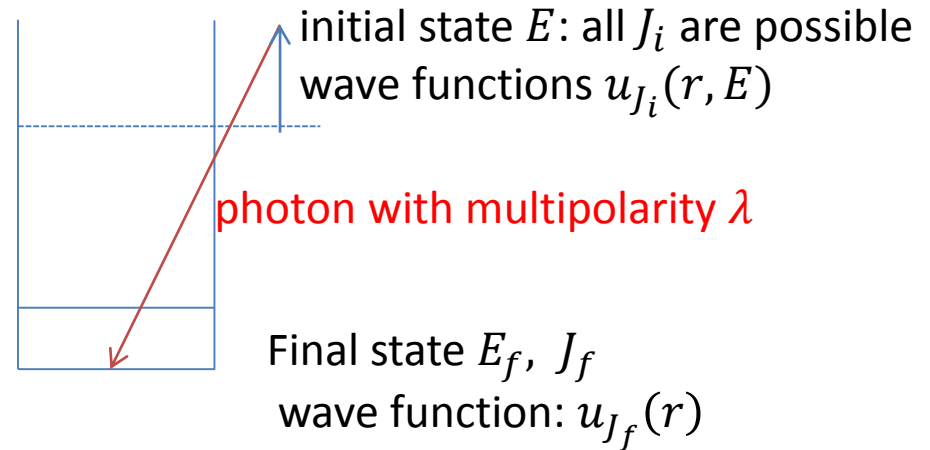 initial state $E$: all $J_i$ are possible
wave functions $u_{J_i}(r, E)$
photon with multipolarity $\lambda$
Final state $E_f$, $J_f$
wave function: $u_{J_f}(r)$